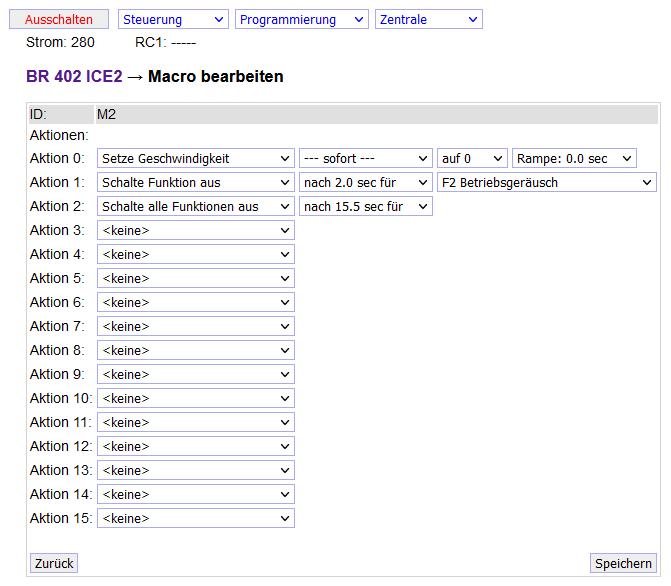 Ausschalten Steuerung Programmierung Zentrale
Strom: 280 RC1: -----
BR 402 ICE2 → Macro bearbeiten
ID: M2
Aktionen:
Aktion 0: Setze Geschwindigkeit --- sofort --- auf 0 Rampe: 0.0 sec
Aktion 1: Schalte Funktion aus nach 2.0 sec für F2 Betriebsgeräusch
Aktion 2: Schalte alle Funktionen aus nach 15.5 sec für
Aktion 3: <keine>
Aktion 4: <keine>
Aktion 5: <keine>
Aktion 6: <keine>
Aktion 7: <keine>
Aktion 8: <keine>
Aktion 9: <keine>
Aktion 10: <keine>
Aktion 11: <keine>
Aktion 12: <keine>
Aktion 13: <keine>
Aktion 14: <keine>
Aktion 15: <keine>
Zurück Speichern